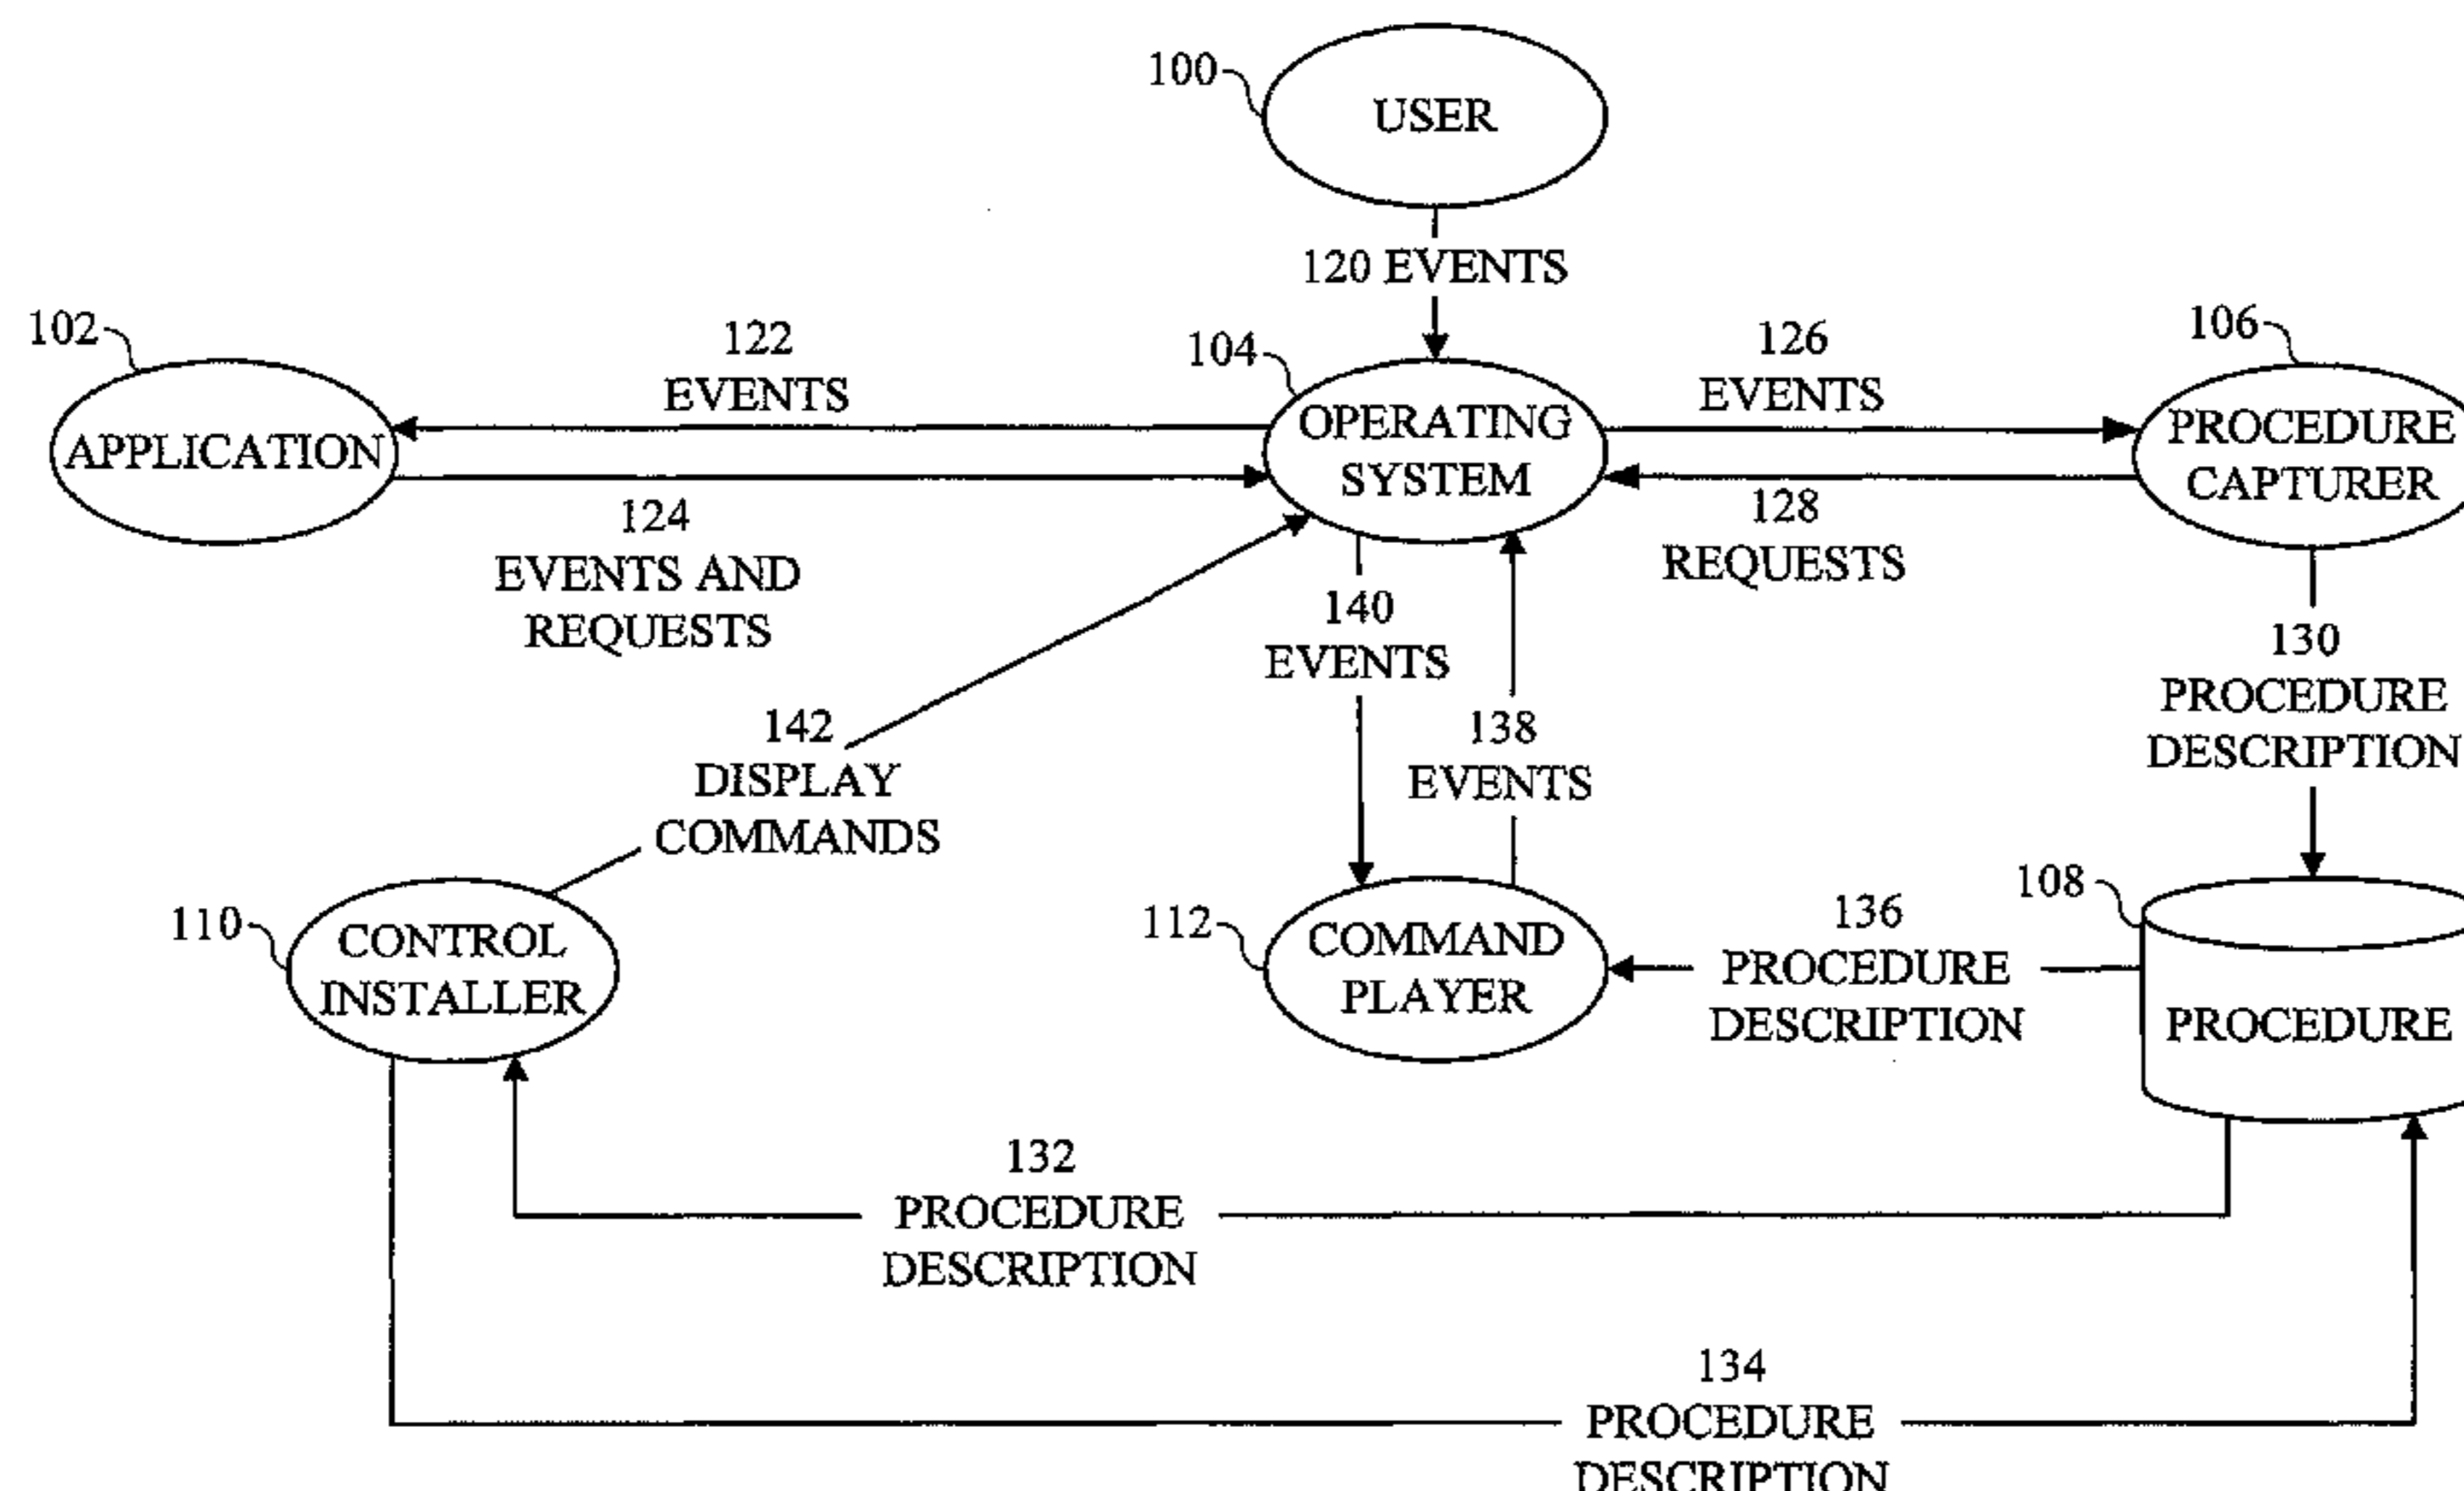 100
USER
120 EVENTS
102
122
EVENTS
104
126
EVENTS
106
APPLICATION
OPERATING
SYSTEM
PROCEDURE
CAPTURER
124
EVENTS AND
REQUESTS
128
REQUESTS
140
EVENTS
130
PROCEDURE
DESCRIPTION
142
DISPLAY
COMMANDS
138
EVENTS
110
CONTROL
INSTALLER
112
COMMAND
PLAYER
136
PROCEDURE
DESCRIPTION
108
PROCEDURE
132
PROCEDURE
DESCRIPTION
134
PROCEDURE
DESCRIPTION